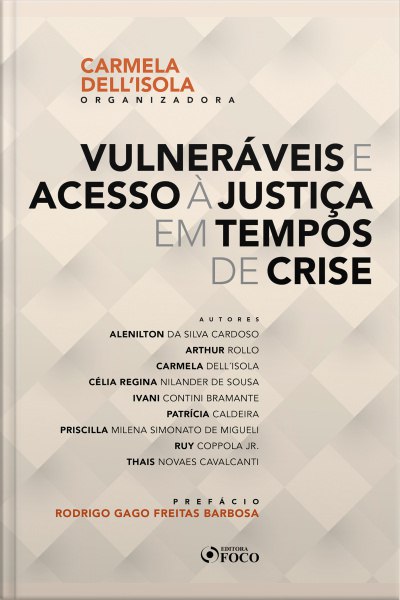 CARMELA
DELL'ISOLA
ORGANIZADORA
VULNERÁVEIS E
ACESSO À JUSTIÇA
EM TEMPOS
DE CRISE
AUTORES
ALENILTON DA SILVA CARDOSO
ARTHUR ROLLO
CARMELA DELL'ISOLA
CÉLIA REGINA NILANDER DE SOUSA
IVANI CONTINI BRAMANTE
PATRÍCIA CALDEIRA
PRISCILLA MILENA SIMONATO DE MIGUELI
RUY COPPOLA JR.
THAIS NOVAES CAVALCANTI
PREFÁCIO
RODRIGO GAGO FREITAS BARBOSA
EDITORA
FOCO